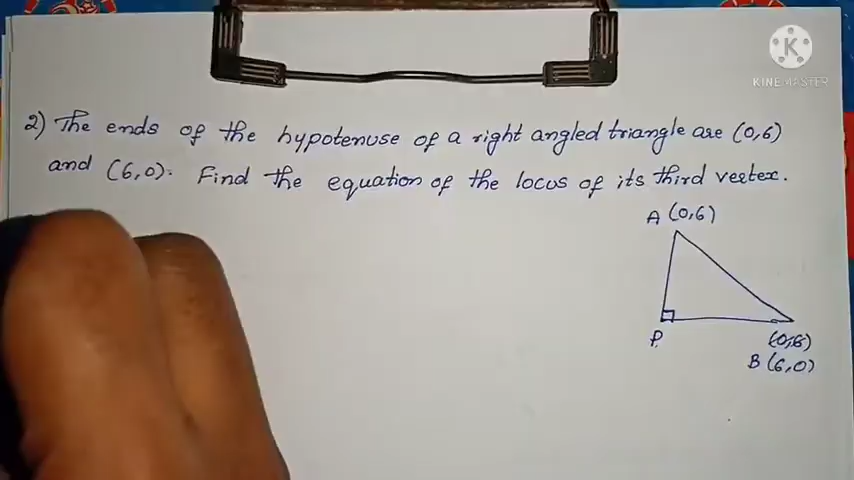 KINEMASTER
2) The ends of the hypotenuse of a right angled triangle are (0,6)
and (6,0). Find the equation of the locus of its third vertex.
A (0,6)
P
(0,6)
B (6,0)